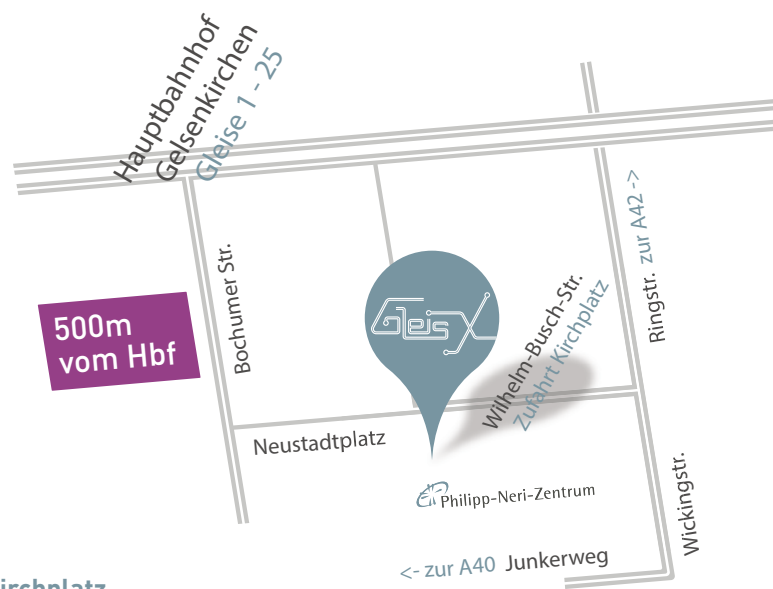 Hauptbahnhof
Gelsenkirchen
Gleise 1 - 25
500m
vom Hbf
Bochumer Str.
Gleis X
Wilhelm-Busch-Str.
Zufahrt Kirchplatz
Ringstr. zur A42 ->
Neustadtplatz
Philipp-Neri-Zentrum
Wickingstr.
<- zur A40 Junkerweg